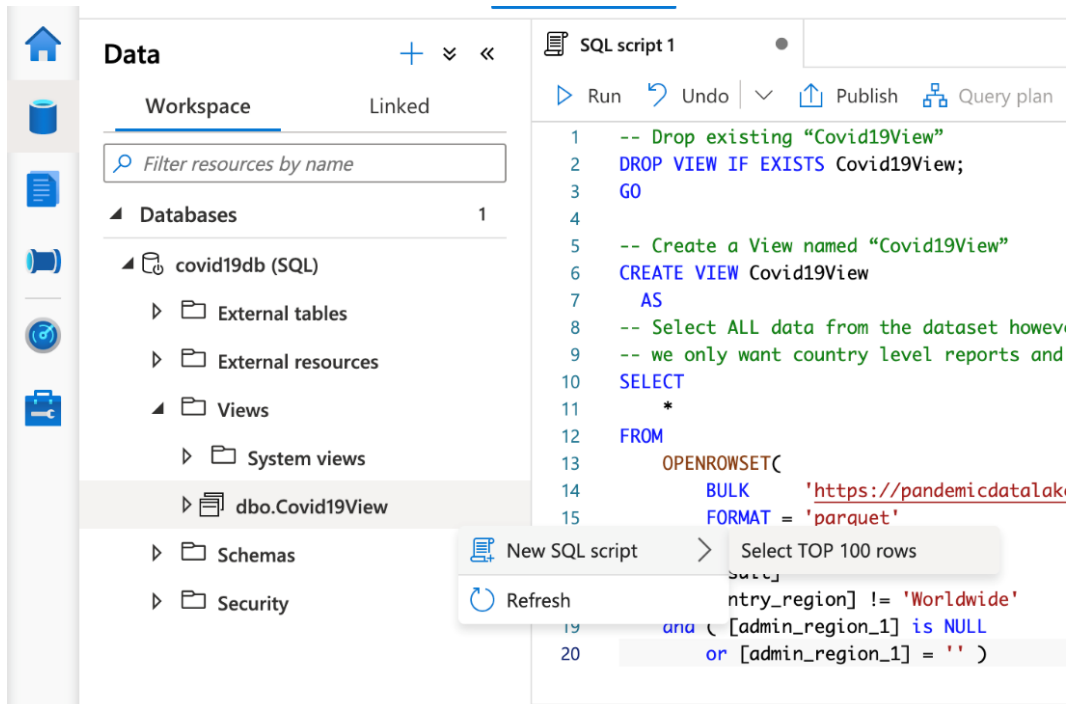 Data
Workspace Linked
Filter resources by name
Databases 1
covid19db (SQL)
External tables
External resources
Views
System views
dbo.Covid19View
Schemas
Security
SQL script 1
Run Undo Publish Query plan
1 -- Drop existing “Covid19View”
2 DROP VIEW IF EXISTS Covid19View;
3 GO
4
5 -- Create a View named “Covid19View”
6 CREATE VIEW Covid19View
7 AS
8 -- Select ALL data from the dataset howeve
9 -- we only want country level reports and
10 SELECT
11 *
12 FROM
13 OPENROWSET(
14 BULK 'https://pandemicdatalake
15 FORMAT = 'parquet'
New SQL script Select TOP 100 rows
Refresh
ntry_region] != 'Worldwide'
19 and ( [admin_region_1] is NULL
20 or [admin_region_1] = '' )